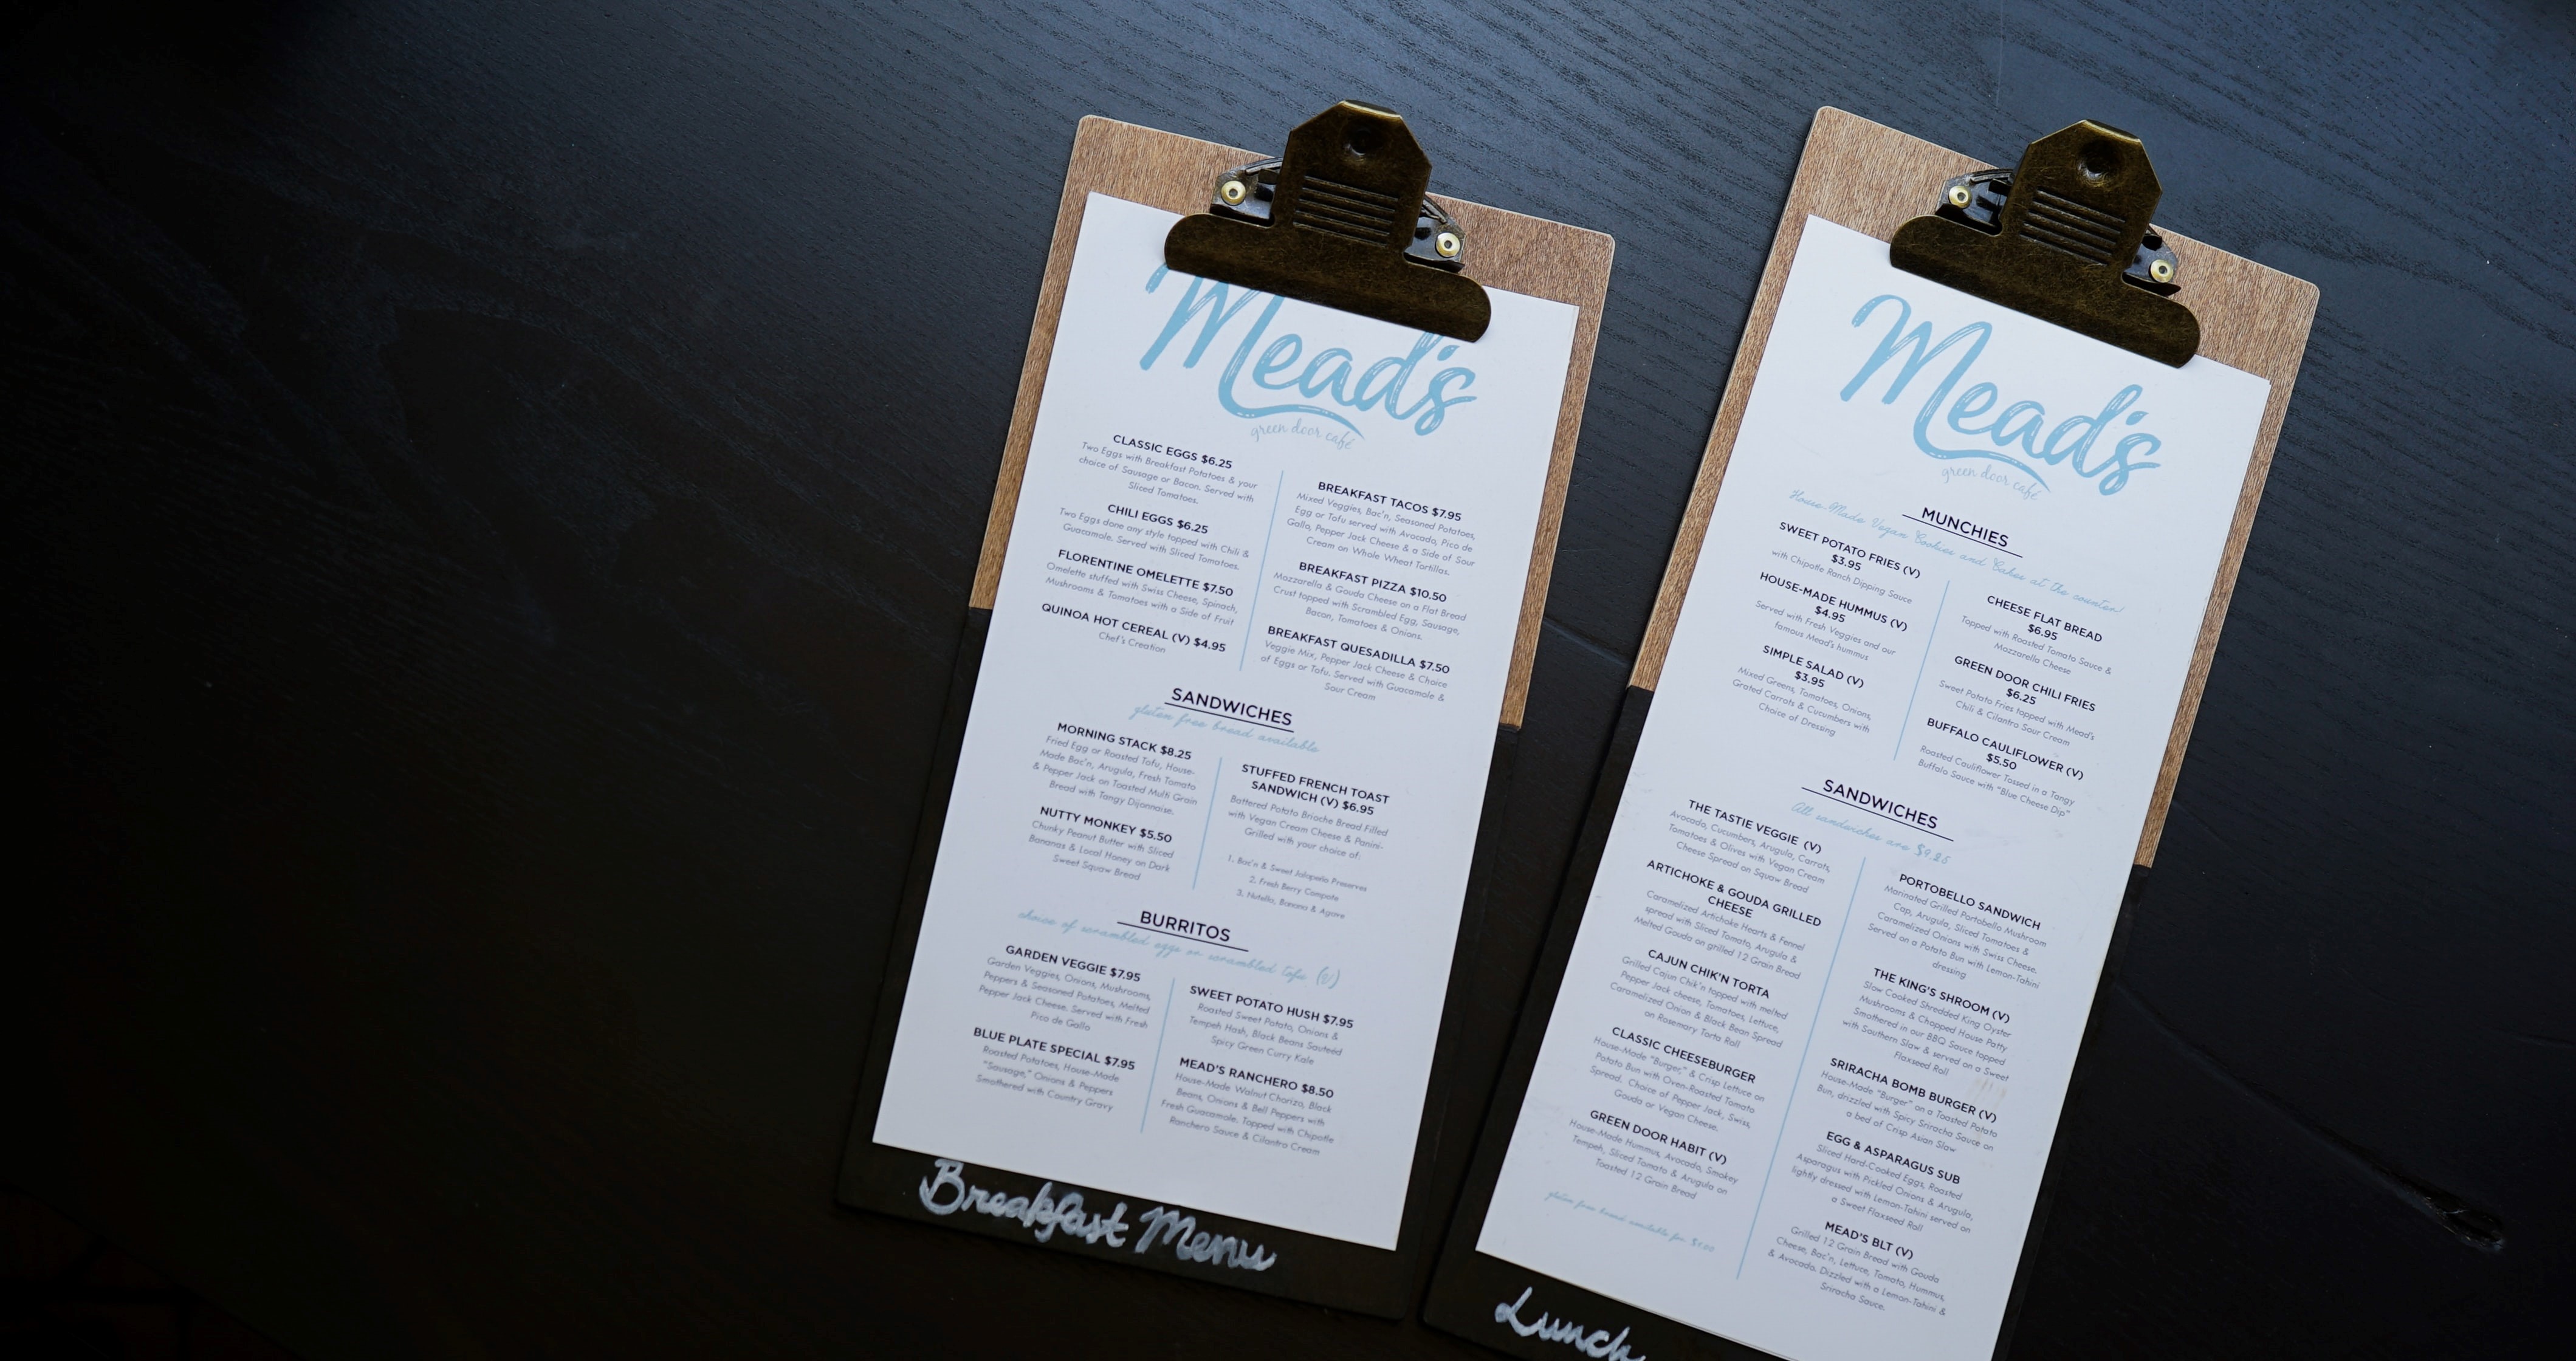 Mead's
green door café
CLASSIC EGGS $6.25
Two Eggs with Breakfast Potatoes & your
choice of Sausage or Bacon. Served with
Sliced Tomatoes.
CHILI EGGS $6.25
Two Eggs done any style topped with Chili &
Guacamole. Served with Sliced Tomatoes.
FLORENTINE OMELETTE $7.50
Omelette stuffed with Swiss Cheese, Spinach,
Mushrooms & Tomatoes with a Side of Fruit
QUINOA HOT CEREAL (V) $4.95
Chef's Creation
BREAKFAST TACOS $7.95
Mixed Veggies, Bac'n, Seasoned Potatoes,
Egg or Tofu served with Avocado, Pico de
Gallo, Pepper Jack Cheese & a Side of Sour
Cream on Whole Wheat Tortillas.
BREAKFAST PIZZA $10.50
Mozzarella & Gouda Cheese on a Flat Bread
Crust topped with Scrambled Egg, Sausage,
Bacon, Tomatoes & Onions.
BREAKFAST QUESADILLA $7.50
Veggie Mix, Pepper Jack Cheese & Choice
of Eggs or Tofu. Served with Guacamole &
Sour Cream
SANDWICHES
gluten free bread available
MORNING STACK $8.25
Fried Egg or Roasted Tofu, House-
Made Bac'n, Arugula, Fresh Tomato
& Pepper Jack on Toasted Multi Grain
Bread with Tangy Dijonnaise.
NUTTY MONKEY $5.50
Chunky Peanut Butter with Sliced
Bananas & Local Honey on Dark
Sweet Squaw Bread
STUFFED FRENCH TOAST
SANDWICH (V) $6.95
Battered Potato Brioche Bread Filled
with Vegan Cream Cheese & Panini-
Grilled with your choice of:
1. Bac'n & Sweet Jalapeño Preserves
2. Fresh Berry Compote
3. Nutella, Banana & Agave
BURRITOS
choice of scrambled eggs or scrambled tofu (V)
GARDEN VEGGIE $7.95
Garden Veggies, Onions, Mushrooms,
Peppers & Seasoned Potatoes, Melted
Pepper Jack Cheese. Served with Fresh
Pico de Gallo
BLUE PLATE SPECIAL $7.95
Roasted Potatoes, House-Made
"Sausage," Onions & Peppers
Smothered with Country Gravy
SWEET POTATO HUSH $7.95
Roasted Sweet Potato, Onions &
Tempeh Hash, Black Beans Sauteéd
Spicy Green Curry Kale
MEAD'S RANCHERO $8.50
House-Made Walnut Chorizo, Black
Beans, Onions & Bell Peppers with
Fresh Guacamole. Topped with Chipotle
Ranchero Sauce & Cilantro Cream
Breakfast Menu
Mead's
green door café
MUNCHIES
House-Made Vegan Cookies and Cakes at the counter!
SWEET POTATO FRIES (V)
$3.95
with Chipotle Ranch Dipping Sauce
HOUSE-MADE HUMMUS (V)
$4.95
Served with Fresh Veggies and our
famous Mead's hummus
SIMPLE SALAD (V)
$3.95
Mixed Greens, Tomatoes, Onions,
Grated Carrots & Cucumbers with
Choice of Dressing
CHEESE FLAT BREAD
$6.95
Topped with Roasted Tomato Sauce &
Mozzarella Cheese
GREEN DOOR CHILI FRIES
$6.25
Sweet Potato Fries topped with Mead's
Chili & Cilantro Sour Cream
BUFFALO CAULIFLOWER (V)
$5.50
Roasted Cauliflower Tossed in a Tangy
Buffalo Sauce with "Blue Cheese Dip"
SANDWICHES
All sandwiches are $9.25
THE TASTIE VEGGIE (V)
Avocado, Cucumbers, Arugula, Carrots,
Tomatoes & Olives with Vegan Cream
Cheese Spread on Squaw Bread
ARTICHOKE & GOUDA GRILLED
CHEESE
Caramelized Artichoke Hearts & Fennel
spread with Sliced Tomato, Arugula &
Melted Gouda on grilled 12 Grain Bread
CAJUN CHIK'N TORTA
Grilled Cajun Chik'n topped with melted
Pepper Jack cheese, Tomatoes, Lettuce,
Caramelized Onion & Black Bean Spread
on Rosemary Torta Roll
CLASSIC CHEESEBURGER
House-Made "Burger," & Crisp Lettuce on
Potato Bun with Oven-Roasted Tomato
Spread. Choice of Pepper Jack, Swiss,
Gouda or Vegan Cheese.
GREEN DOOR HABIT (V)
House-Made Hummus, Avocado, Smokey
Tempeh, Sliced Tomato & Arugula on
Toasted 12 Grain Bread
gluten free bread available for $1.00
PORTOBELLO SANDWICH
Marinated Grilled Portobello Mushroom
Cap, Arugula, Sliced Tomatoes &
Caramelized Onions with Swiss Cheese.
Served on a Potato Bun with Lemon-Tahini
dressing
THE KING'S SHROOM (V)
Slow Cooked Shredded King Oyster
Mushrooms & Chopped House Patty
Smothered in our BBQ Sauce topped
with Southern Slaw & served on a Sweet
Flaxseed Roll
SRIRACHA BOMB BURGER (V)
House-Made "Burger" on a Toasted Potato
Bun, drizzled with Spicy Sriracha Sauce on
a bed of Crisp Asian Slaw
EGG & ASPARAGUS SUB
Sliced Hard-Cooked Eggs, Roasted
Asparagus with Pickled Onions & Arugula,
lightly dressed with Lemon-Tahini served on
a Sweet Flaxseed Roll
MEAD'S BLT (V)
Grilled 12 Grain Bread with Gouda
Cheese, Bac'n, Lettuce, Tomato, Hummus,
& Avocado. Dizzled with a Lemon-Tahini &
Sriracha Sauce.
Lunch